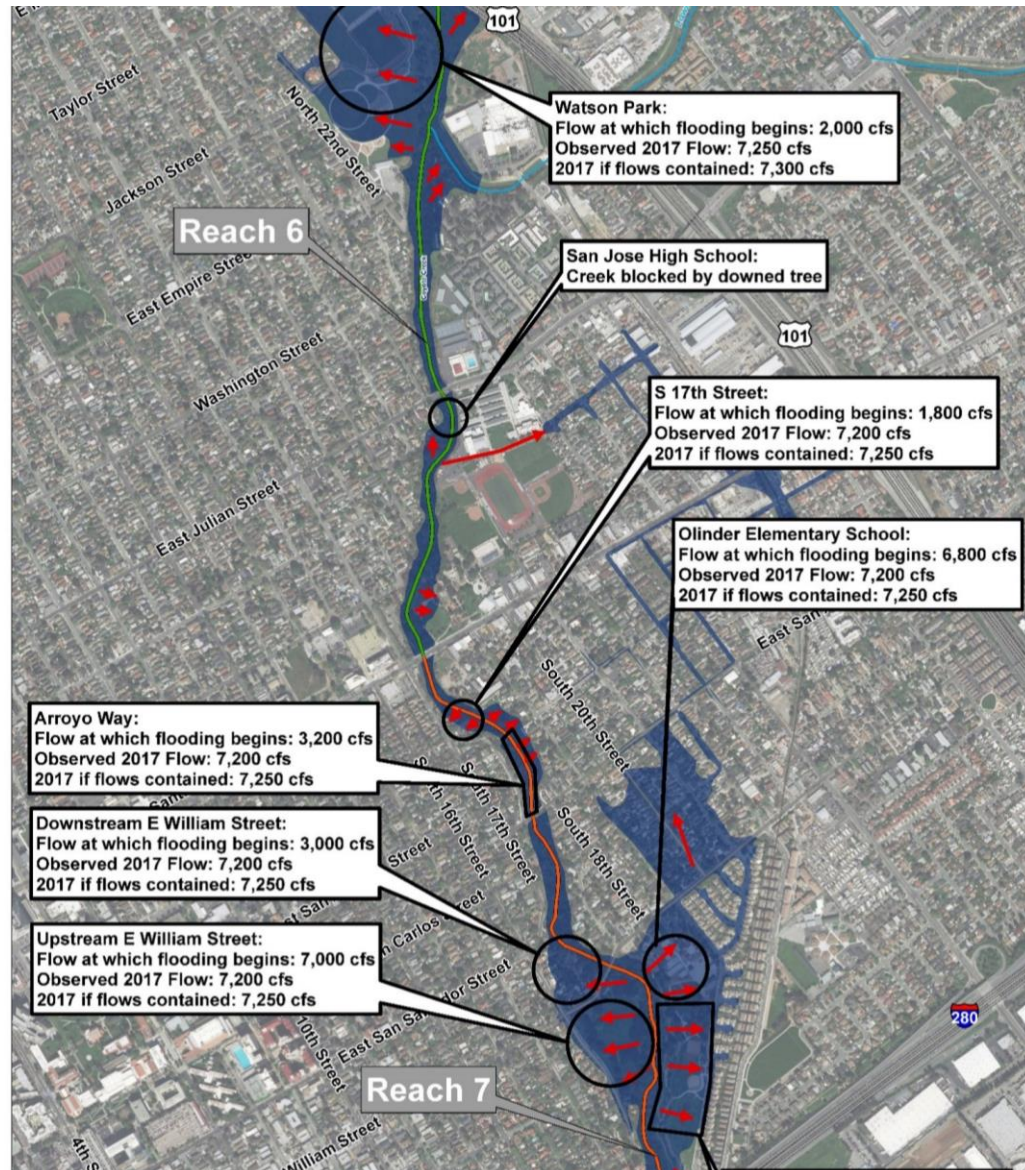 101
Taylor Street
North 22nd Street
Jackson Street
Watson Park:
Flow at which flooding begins: 2,000 cfs
Observed 2017 Flow: 7,250 cfs
2017 if flows contained: 7,300 cfs
Reach 6
San Jose High School:
Creek blocked by downed tree
Coyote Creek
East Empire Street
101
Washington Street
S 17th Street:
Flow at which flooding begins: 1,800 cfs
Observed 2017 Flow: 7,200 cfs
2017 if flows contained: 7,250 cfs
East Julian Street
Olinder Elementary School:
Flow at which flooding begins: 6,800 cfs
Observed 2017 Flow: 7,200 cfs
2017 if flows contained: 7,250 cfs
East San
South 20th Street
Arroyo Way:
Flow at which flooding begins: 3,200 cfs
Observed 2017 Flow: 7,200 cfs
2017 if flows contained: 7,250 cfs
16th Street
South 17th Street
South 18th Street
Downstream E William Street:
Flow at which flooding begins: 3,000 cfs
Observed 2017 Flow: 7,200 cfs
2017 if flows contained: 7,250 cfs
Street
Carlos Street
Upstream E William Street:
Flow at which flooding begins: 7,000 cfs
Observed 2017 Flow: 7,200 cfs
2017 if flows contained: 7,250 cfs
East San Salvador Street
10th Street
280
Reach 7
William Street
4th S